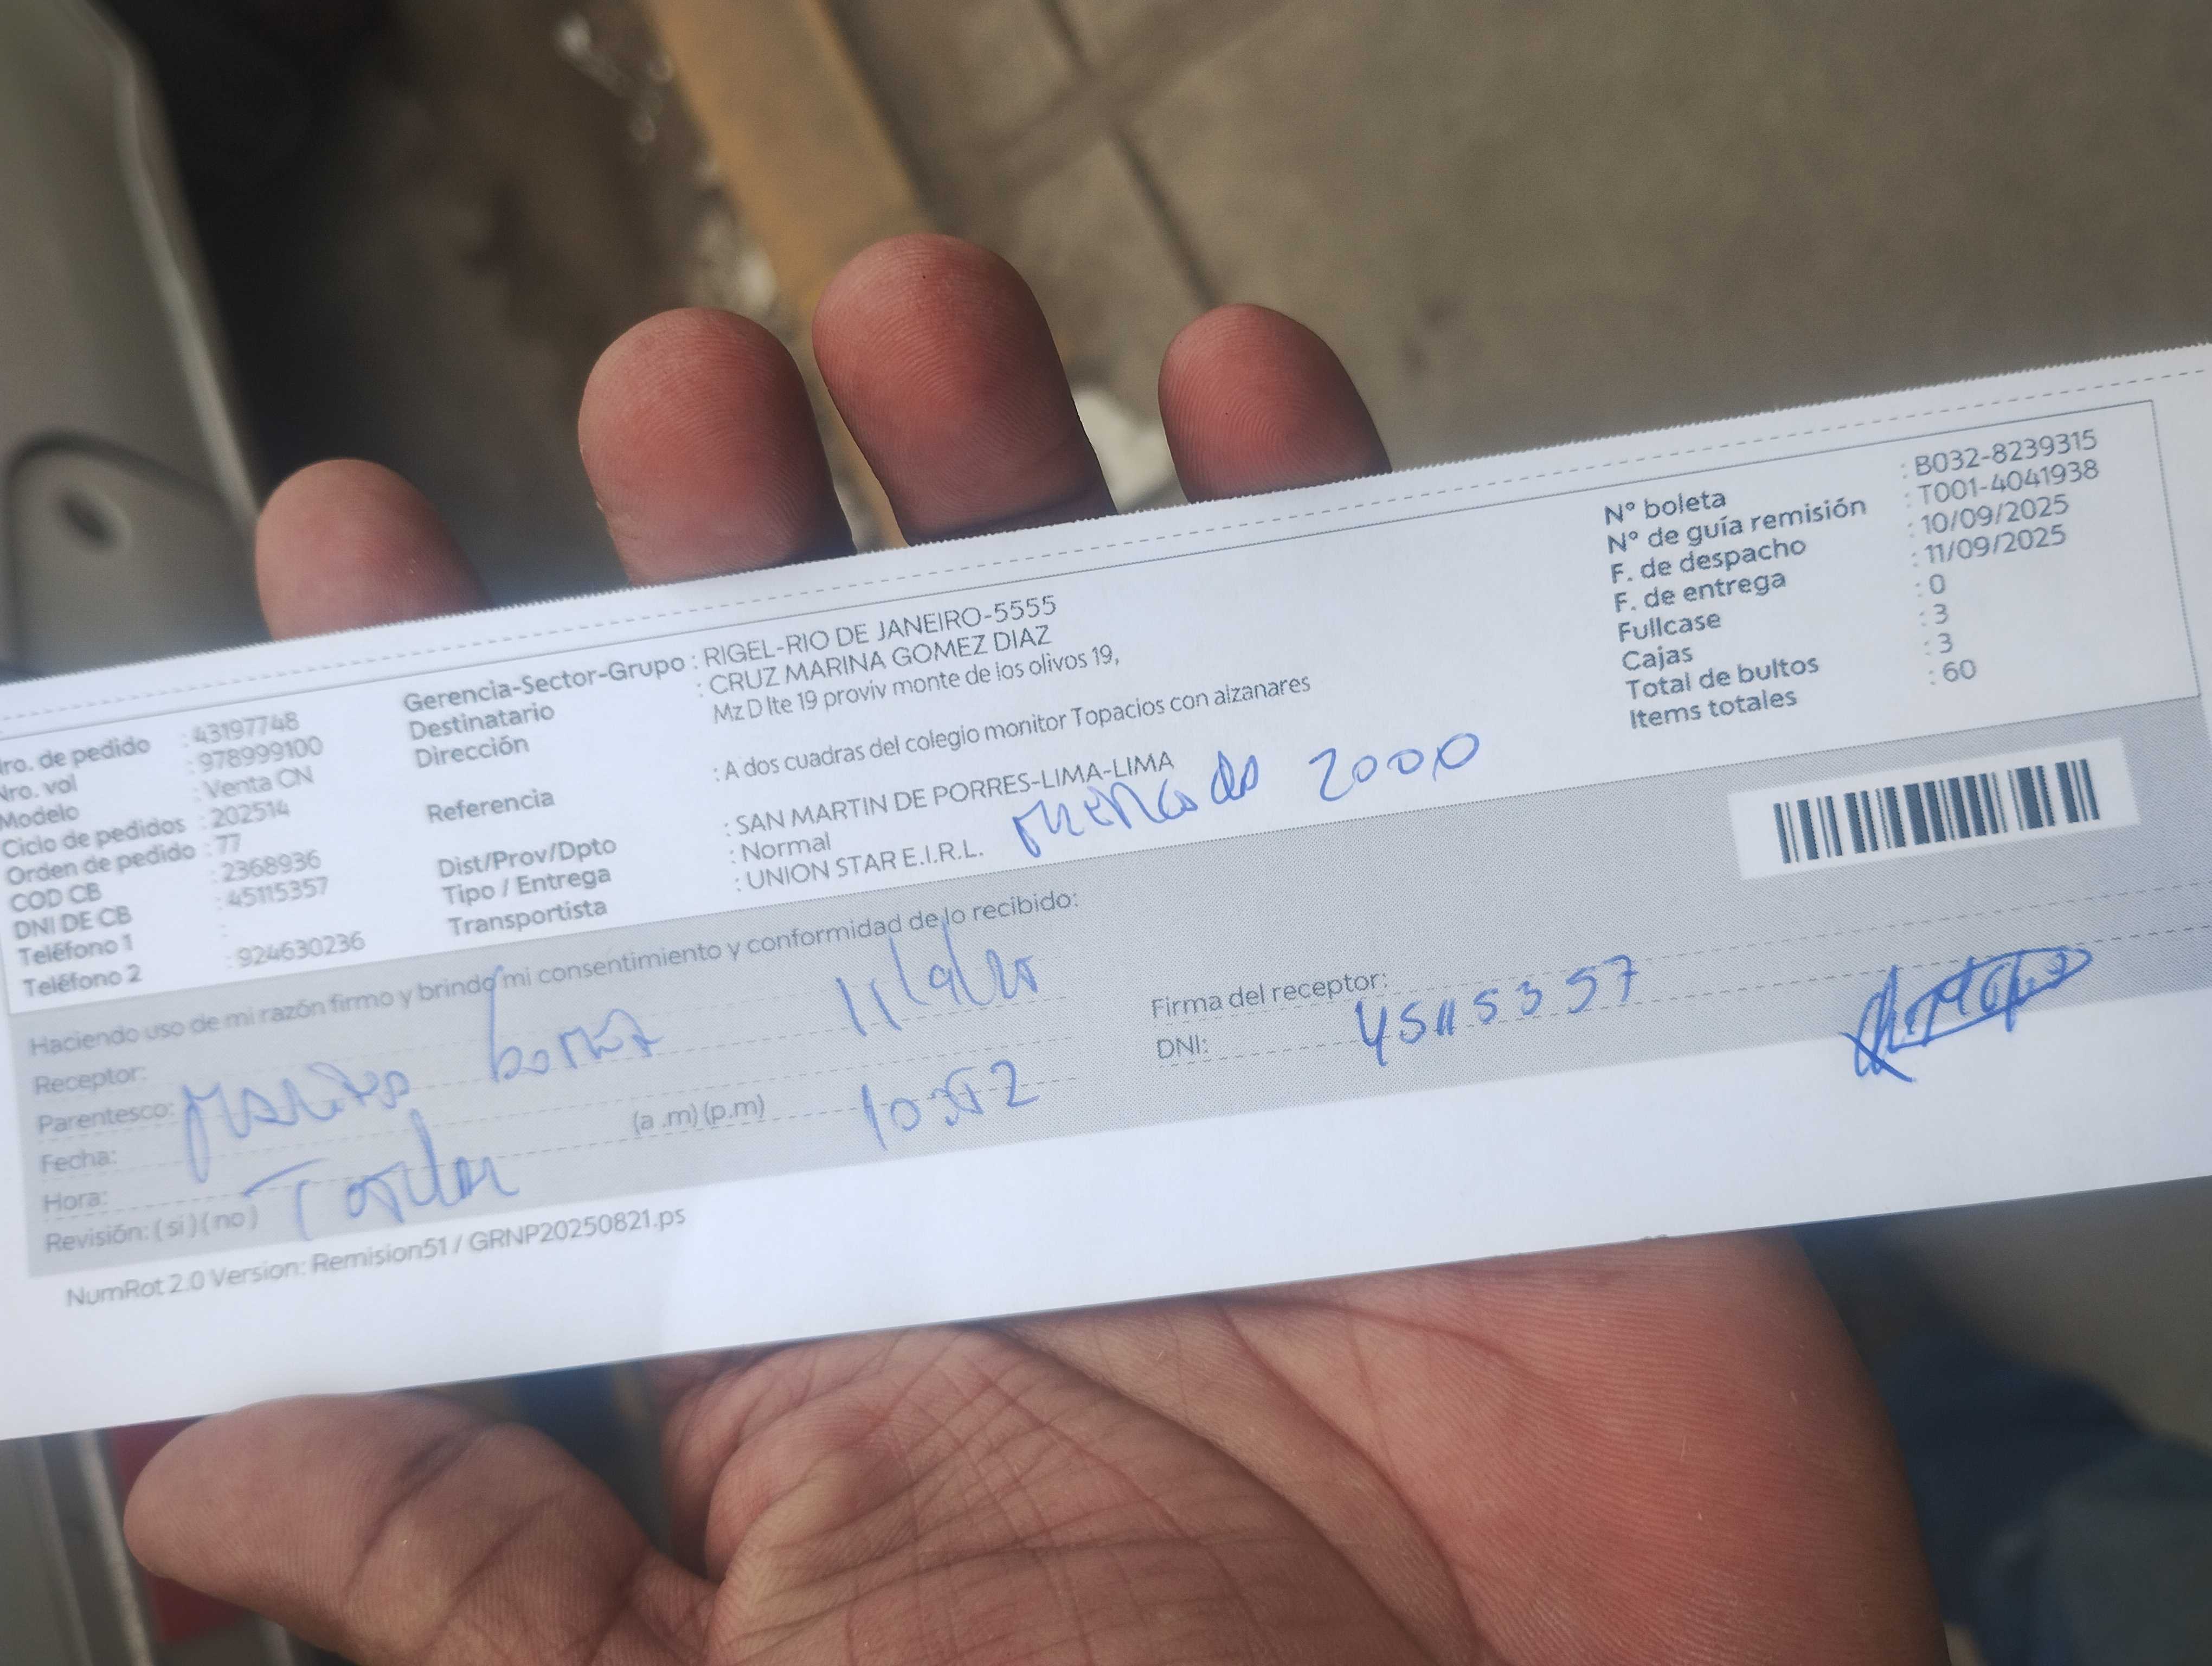 Nro. de pedido : 43197748
Nro. vol : 978999100
Modelo : Venta CN
Ciclo de pedidos : 202514
Orden de pedido : 77
COD CB : 2368936
DNI DE CB : 45115357
Teléfono 1 :
Teléfono 2 : 924630236
Gerencia-Sector-Grupo : RIGEL-RIO DE JANEIRO-5555
Destinatario : CRUZ MARINA GOMEZ DIAZ
Dirección Mz D lte 19 proviv monte de los olivos 19,
Referencia : A dos cuadras del colegio monitor Topacios con alzanares
Dist/Prov/Dpto : SAN MARTIN DE PORRES-LIMA-LIMA
Tipo / Entrega : Normal
Transportista : UNION STAR E.I.R.L.
mercado 2000
N° boleta : B032-8239315
N° de guía remisión : T001-4041938
F. de despacho : 10/09/2025
F. de entrega : 11/09/2025
Fullcase : 0
Cajas : 3
Total de bultos : 3
Items totales : 60
Haciendo uso de mi razón firmo y brindo mi consentimiento y conformidad de lo recibido:
Receptor:
Parentesco:
Fecha:
Hora: (a .m) (p.m)
Revisión: ( si ) ( no )
Firma del receptor:
DNI: 45115357
NumRot 2.0 Version: Remision51 / GRNP20250821.ps